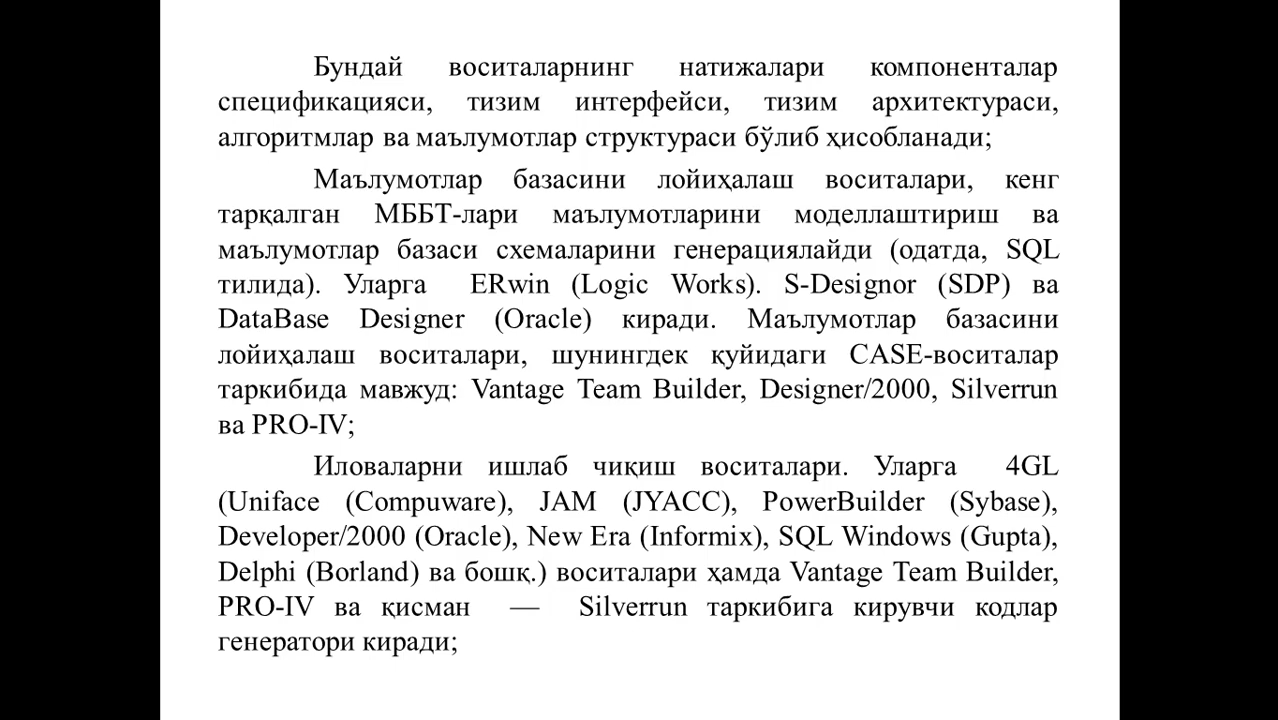 Бундай воситаларнинг натижалари компоненталар
спецификацияси, тизим интерфейси, тизим архитектураси,
алгоритмлар ва маълумотлар структураси бўлиб ҳисобланади;
Маълумотлар базасини лойиҳалаш воситалари, кенг
тарқалган МББТ-лари маълумотларини моделлаштириш ва
маълумотлар базаси схемаларини генерациялайди (одатда, SQL
тилида). Уларга ERwin (Logic Works). S-Designor (SDP) ва
DataBase Designer (Oracle) киради. Маълумотлар базасини
лойиҳалаш воситалари, шунингдек қуйидаги CASE-воситалар
таркибида мавжуд: Vantage Team Builder, Designer/2000, Silverrun
ва PRO-IV;
Иловаларни ишлаб чиқиш воситалари. Уларга 4GL
(Uniface (Compuware), JAM (JYACC), PowerBuilder (Sybase),
Developer/2000 (Oracle), New Era (Informix), SQL Windows (Gupta),
Delphi (Borland) ва бошқ.) воситалари ҳамда Vantage Team Builder,
PRO-IV ва қисман — Silverrun таркибига кирувчи кодлар
генератори киради;